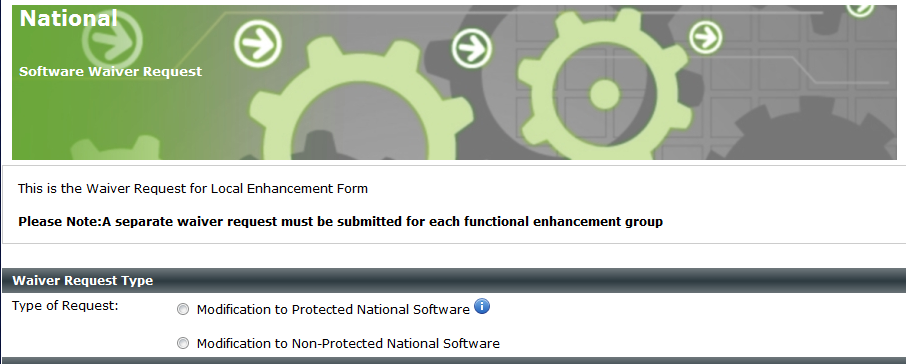 National
Software Waiver Request
This is the Waiver Request for Local Enhancement Form
Please Note:A separate waiver request must be submitted for each functional enhancement group
Waiver Request Type
Type of Request:
Modification to Protected National Software i
Modification to Non-Protected National Software